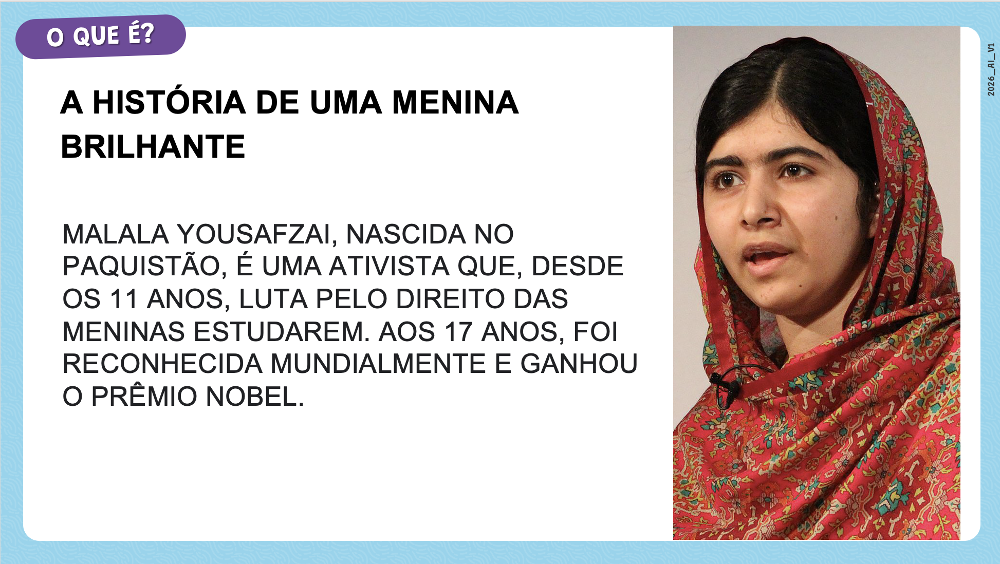 O QUE É?
A HISTÓRIA DE UMA MENINA
BRILHANTE
MALALA YOUSAFZAI, NASCIDA NO
PAQUISTÃO, É UMA ATIVISTA QUE, DESDE
OS 11 ANOS, LUTA PELO DIREITO DAS
MENINAS ESTUDAREM. AOS 17 ANOS, FOI
RECONHECIDA MUNDIALMENTE E GANHOU
O PRÊMIO NOBEL.
2026_AI_V1